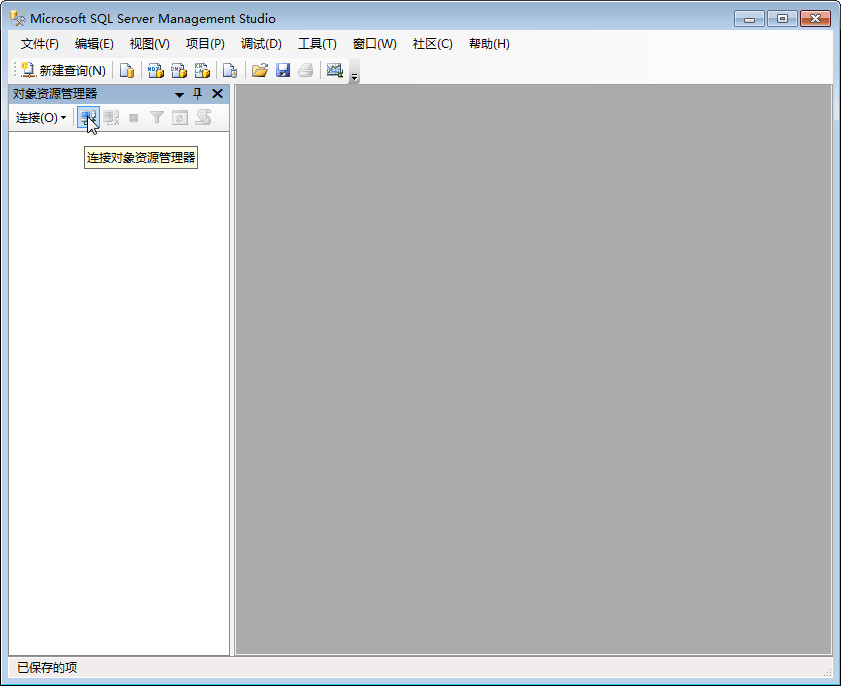 Microsoft SQL Server Management Studio
文件(F) 编辑(E) 视图(V) 项目(P) 调试(D) 工具(T) 窗口(W) 社区(C) 帮助(H)
新建查询(N)
对象资源管理器
连接(O)
连接对象资源管理器
已保存的项